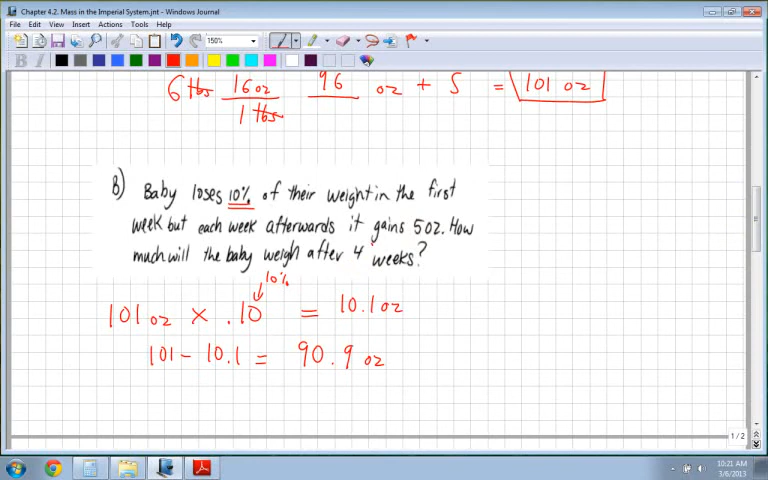 Chapter 4.2. Mass in the Imperial System.jnt - Windows Journal
File Edit View Insert Actions Tools Help
150%
B I
6 lbs 16 oz 96 oz + 5 = 101 oz
1 lbs
B) Baby loses 10% of their weight in the first
week but each week afterwards it gains 5 oz. How
much will the baby weigh after 4 weeks?
10%
101 oz × .10 = 10.1 oz
101 - 10.1 = 90.9 oz
1 / 2
10:21 AM
3/6/2013